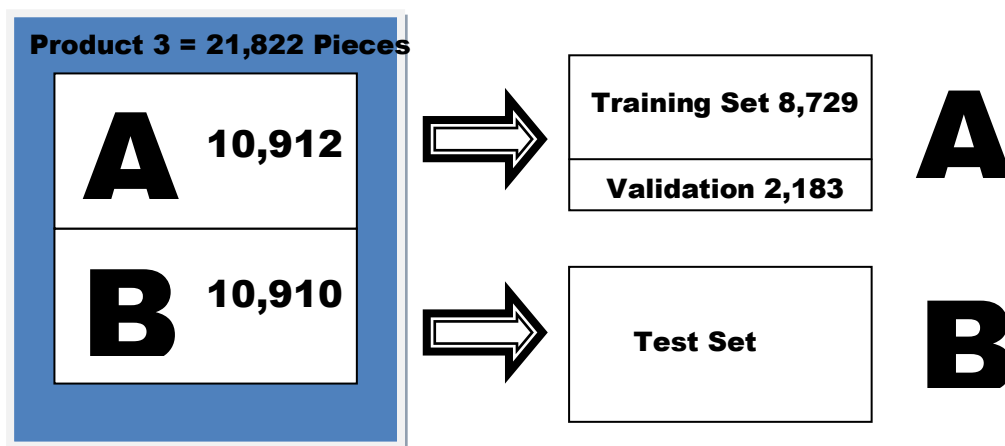 Product 3 = 21,822 Pieces
A 10,912
B 10,910
Training Set 8,729
Validation 2,183
A
Test Set
B